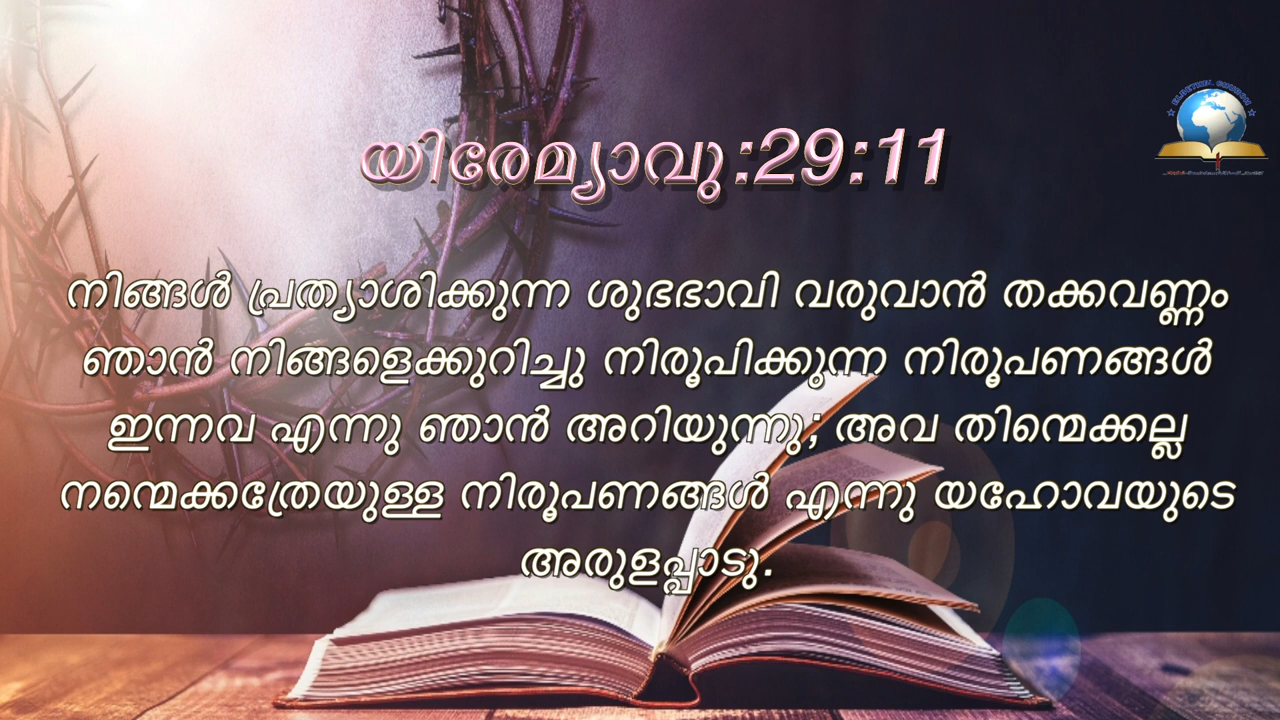 യിരേമ്യാവു:29:11
നിങ്ങൾ പ്രത്യാശിക്കുന്ന ശുഭഭാവി വരുവാൻ തക്കവണ്ണം
ഞാൻ നിങ്ങളെക്കുറിച്ചു നിരൂപിക്കുന്ന നിരൂപണങ്ങൾ
ഇന്നവ എന്നു ഞാൻ അറിയുന്നു; അവ തിന്മെക്കല്ല
നന്മെക്കത്രേയുള്ള നിരൂപണങ്ങൾ എന്നു യഹോവയുടെ
അരുളപ്പാടു.